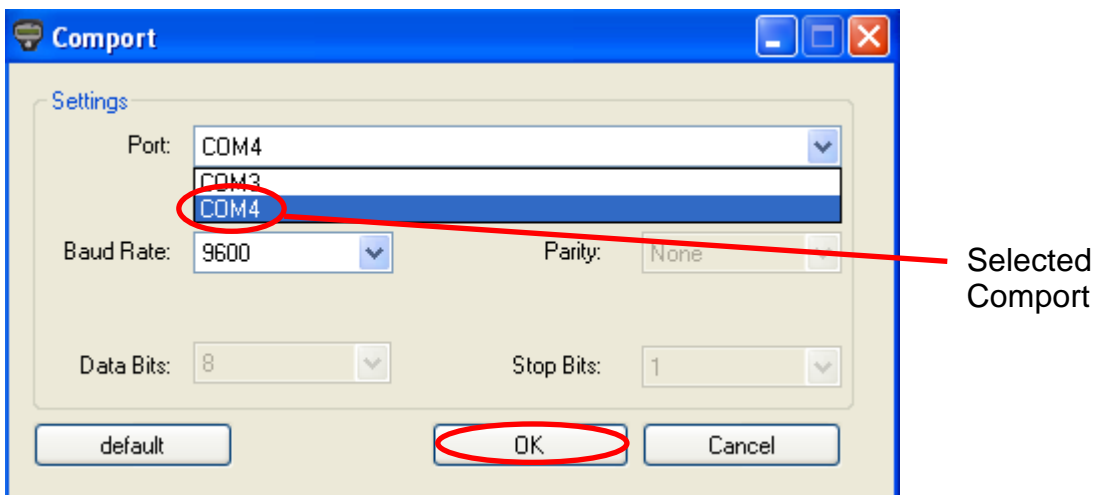 Comport
Settings
Port: COM4
COM3
COM4
Baud Rate: 9600 Parity: None
Selected
Comport
Data Bits: 8 Stop Bits: 1
default OK Cancel